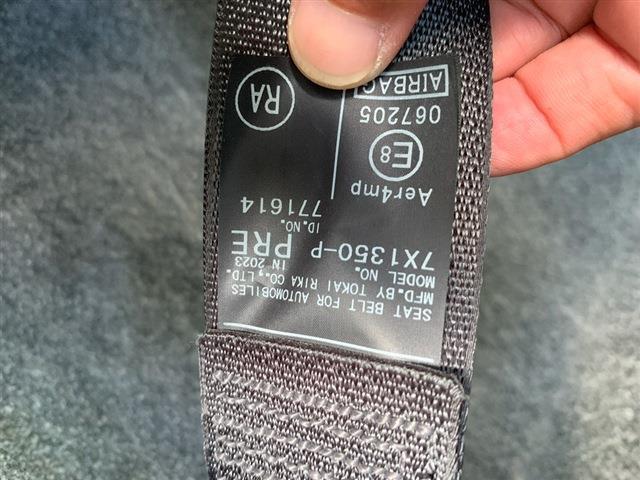 SEAT BELT FOR AUTOMOBILES
MFD. BY TOKAI RIKA CO., LTD.
MODEL NO. IN 2023
7X1350-P PRE
ID.NO.
771614
Aer4mp
E8
067205
AIRBAG
RA